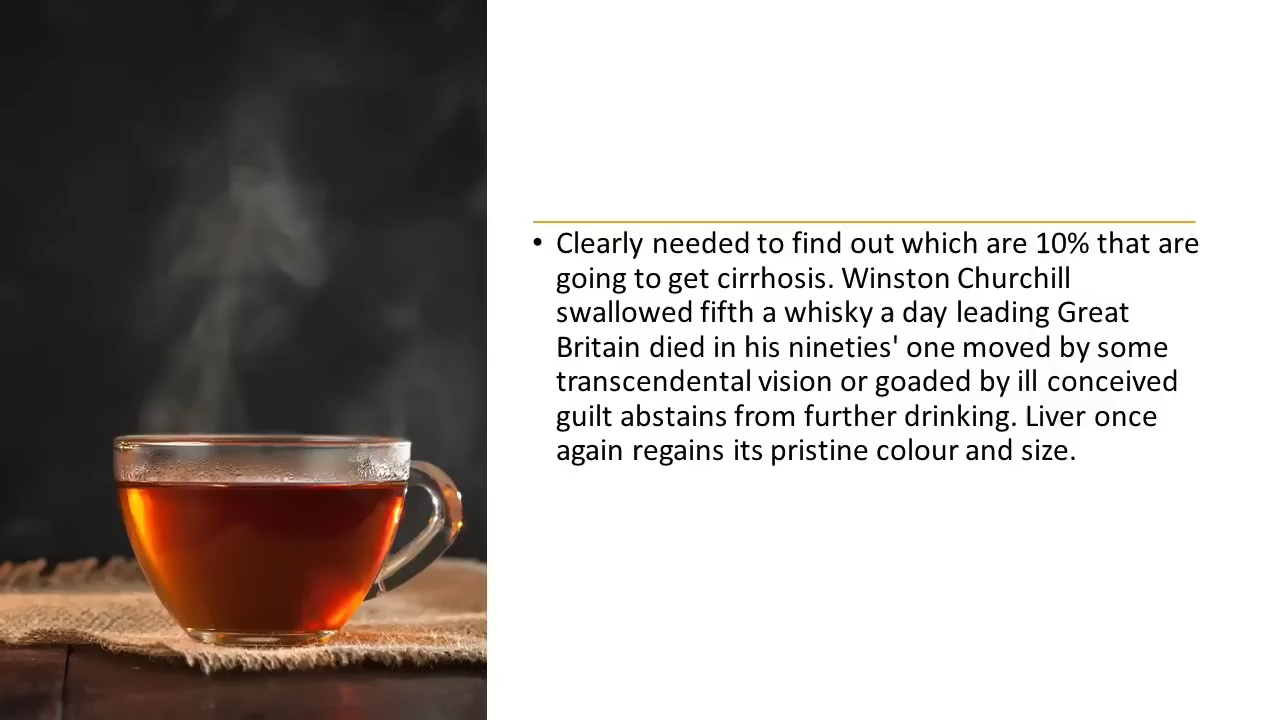 • Clearly needed to find out which are 10% that are
going to get cirrhosis. Winston Churchill
swallowed fifth a whisky a day leading Great
Britain died in his nineties' one moved by some
transcendental vision or goaded by ill conceived
guilt abstains from further drinking. Liver once
again regains its pristine colour and size.